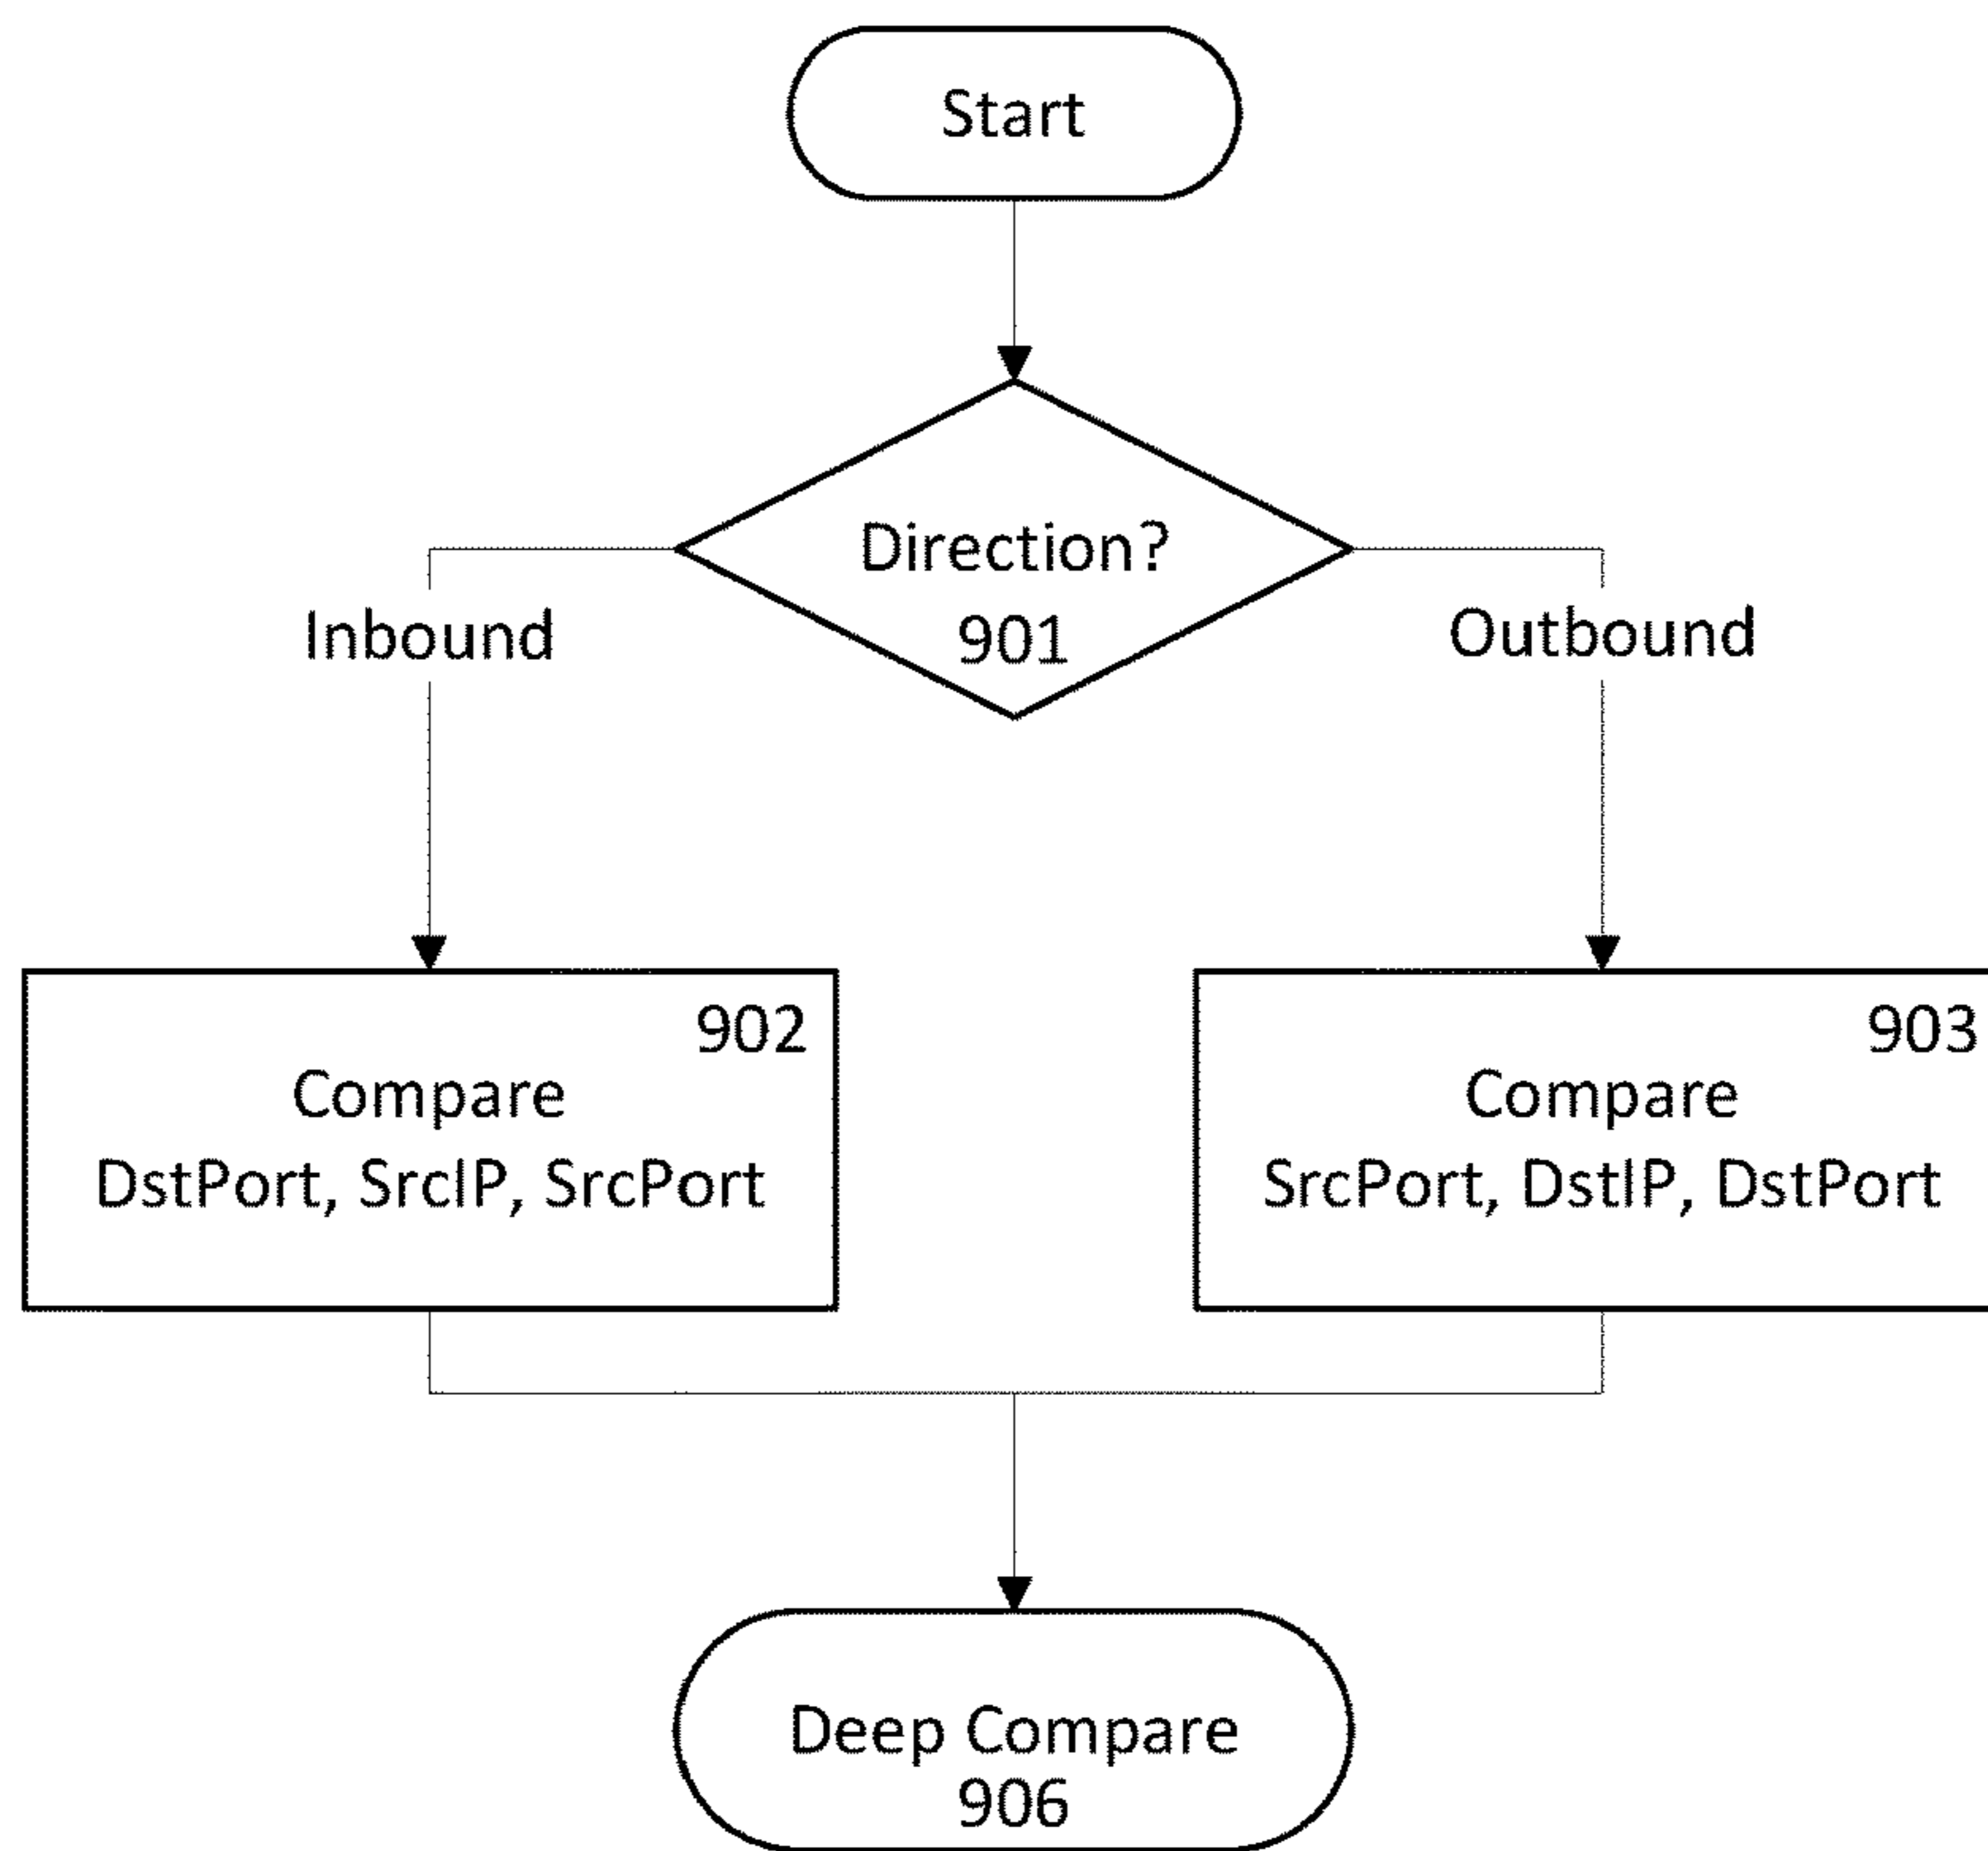 Start
Direction?
901
Inbound
Outbound
902
Compare
DstPort, SrcIP, SrcPort
903
Compare
SrcPort, DstIP, DstPort
Deep Compare
906